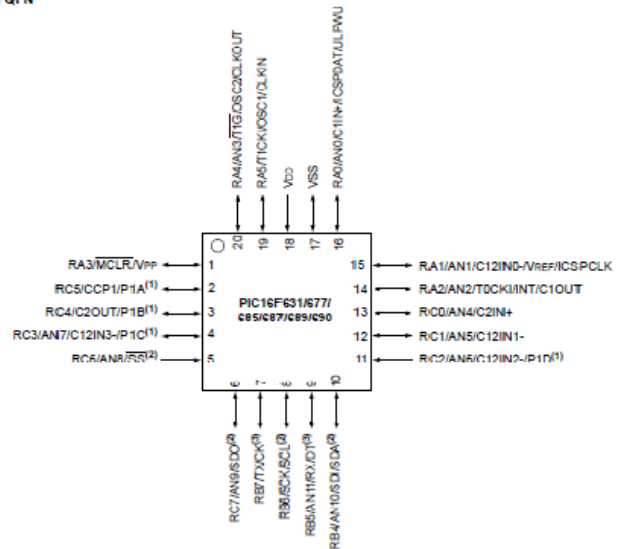 QFN
RA4/AN3/T1G/OSC2/CLKOUT
RA5/T1CKI/OSC1/CLKIN
VDD
VSS
RA0/AN0/C1IN+/ICSPDAT/ULPWU
20
19
18
17
16
RA3/MCLR/VPP
1
RC5/CCP1/P1A(1)
2
RC4/C2OUT/P1B(1)
3
RC3/AN7/C12IN3-/P1C(1)
4
RC6/AN8/SS(2)
5
PIC16F631/677/
685/687/689/690
15
RA1/AN1/C12IN0-/VREF/ICSPCLK
14
RA2/AN2/T0CKI/INT/C1OUT
13
RC0/AN4/C2IN+
12
RC1/AN5/C12IN1-
11
RC2/AN6/C12IN2-/P1D(1)
6
7
8
9
10
RC7/AN9/SDO(2)
RB7/TX/CK(3)
RB6/SCK/SCL(2)
RB5/AN11/RX/DT(3)
RB4/AN10/SDI/SDA(2)